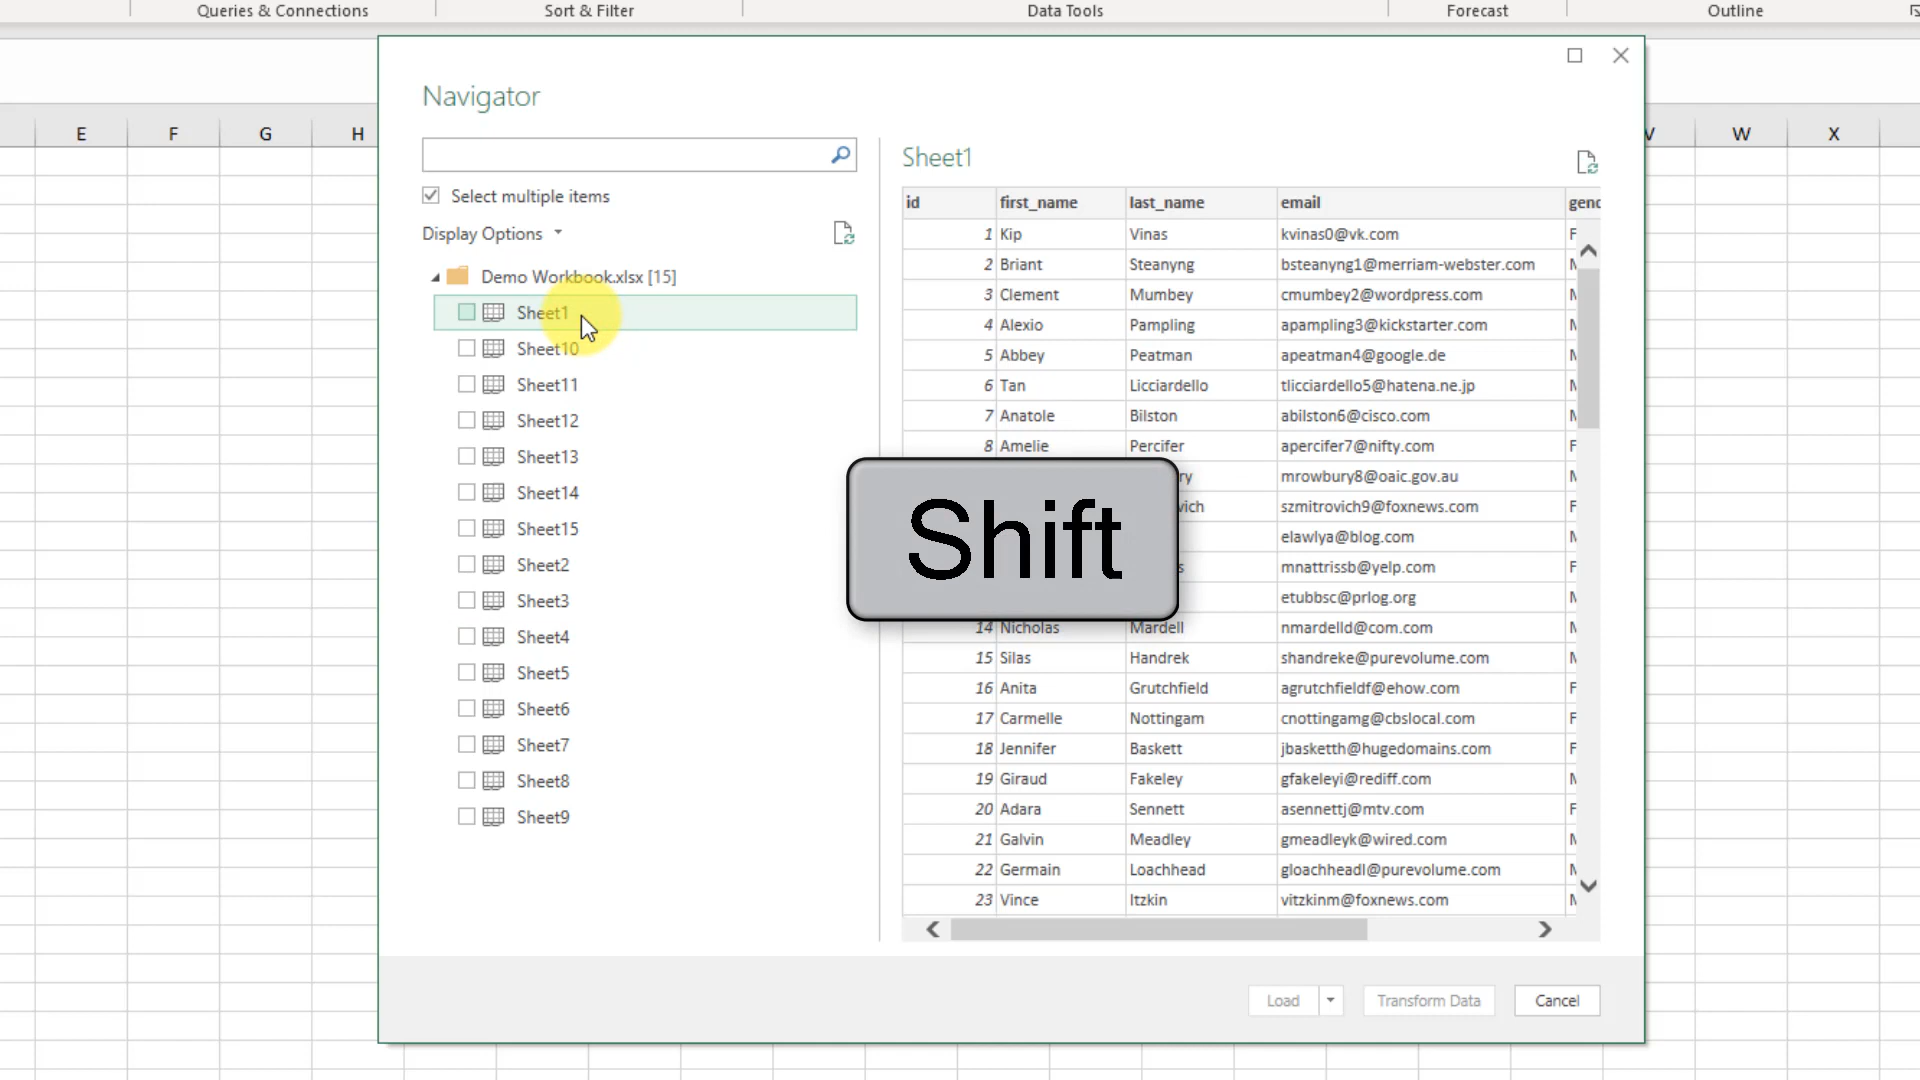 Queries & Connections
Sort & Filter
Data Tools
Forecast
Outline
E
F
G
H
V
W
X
Navigator
Select multiple items
Display Options
Demo Workbook.xlsx [15]
Sheet1
Sheet10
Sheet11
Sheet12
Sheet13
Sheet14
Sheet15
Sheet2
Sheet3
Sheet4
Sheet5
Sheet6
Sheet7
Sheet8
Sheet9
Sheet1
id first_name last_name email gend
1 Kip Vinas kvinas0@vk.com F
2 Briant Steanyng bsteanyng1@merriam-webster.com
3 Clement Mumbey cmumbey2@wordpress.com
4 Alexio Pampling apampling3@kickstarter.com
5 Abbey Peatman apeatman4@google.de
6 Tan Licciardello tlicciardello5@hatena.ne.jp
7 Anatole Bilston abilston6@cisco.com
8 Amelie Percifer apercifer7@nifty.com F
ry mrowbury8@oaic.gov.au
vich szmitrovich9@foxnews.com F
elawlya@blog.com
s mnattrissb@yelp.com
etubbsc@prlog.org
14 Nicholas Mardell nmardelld@com.com
15 Silas Handrek shandreke@purevolume.com
16 Anita Grutchfield agrutchfieldf@ehow.com F
17 Carmelle Nottingam cnottingamg@cbslocal.com F
18 Jennifer Baskett jbasketth@hugedomains.com F
19 Giraud Fakeley gfakeleyi@rediff.com
20 Adara Sennett asennettj@mtv.com F
21 Galvin Meadley gmeadleyk@wired.com
22 Germain Loachhead gloachheadl@purevolume.com
23 Vince Itzkin vitzkinm@foxnews.com
Shift
Load
Transform Data
Cancel